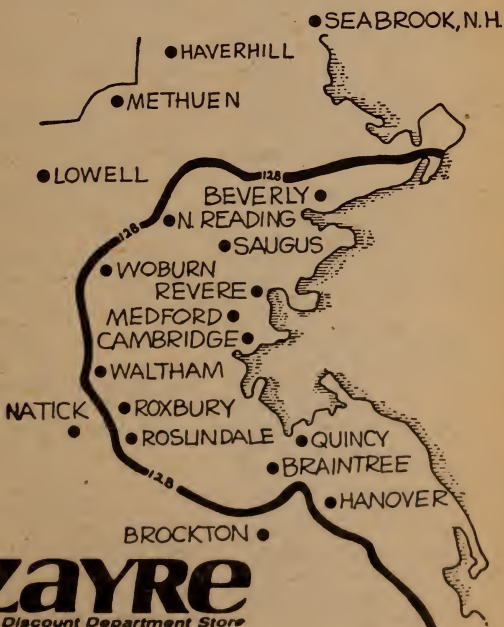 SEABROOK, N.H.
HAVERHILL
METHUEN
LOWELL
128
BEVERLY
N. READING
128
SAUGUS
WOBURN
REVERE
MEDFORD
CAMBRIDGE
WALTHAM
NATICK
ROXBURY
ROSLINDALE
QUINCY
BRAINTREE
128
HANOVER
BROCKTON
zayre
Discount Department Store